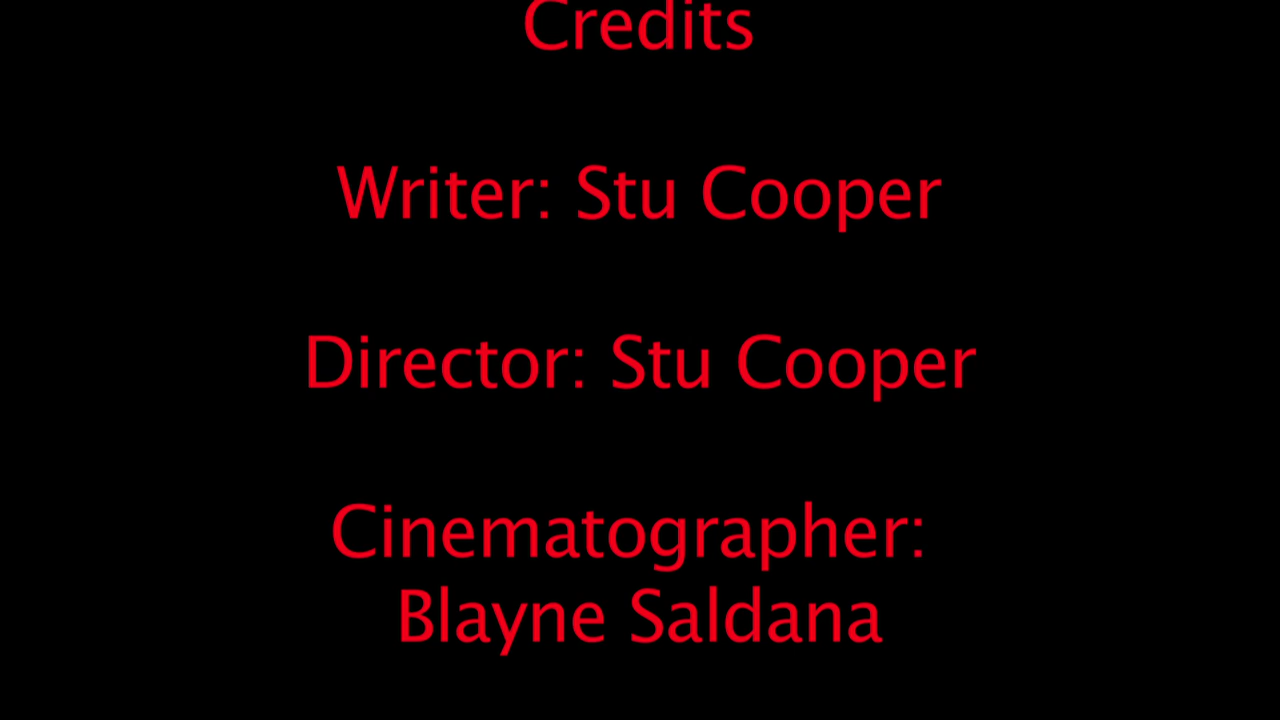 Credits
Writer: Stu Cooper
Director: Stu Cooper
Cinematographer:
Blayne Saldana